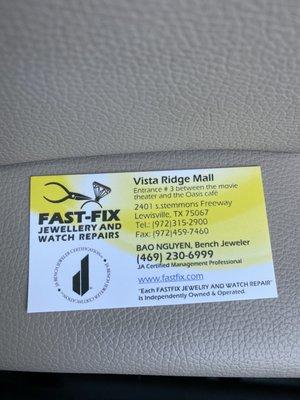 Vista Ridge Mall
Entrance # 3 between the movie
theater and the Oasis café
2401 s.stemmons Freeway
Lewisville, TX 75067
Tel.: (972)315-2900
Fax: (972)459-7460
BAO NGUYEN, Bench Jeweler
(469) 230-6999
JA Certified Management Professional
www.fastfix.com
"Each FASTFIX JEWELRY AND WATCH REPAIR"
is Independently Owned & Operated.
FAST-FIX
JEWELLERY AND
WATCH REPAIRS